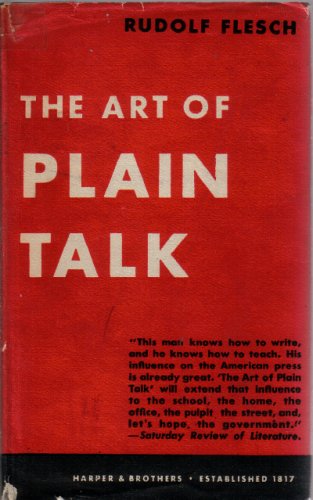 RUDOLF FLESCH
THE ART OF
PLAIN
TALK
"This man knows how to write,
and he knows how to teach. His
influence on the American press
is already great. 'The Art of Plain
Talk' will extend that influence
to the school, the home, the
office, the pulpit the street, and,
let's hope, the government."
—Saturday Review of Literature.
HARPER & BROTHERS • ESTABLISHED 1817